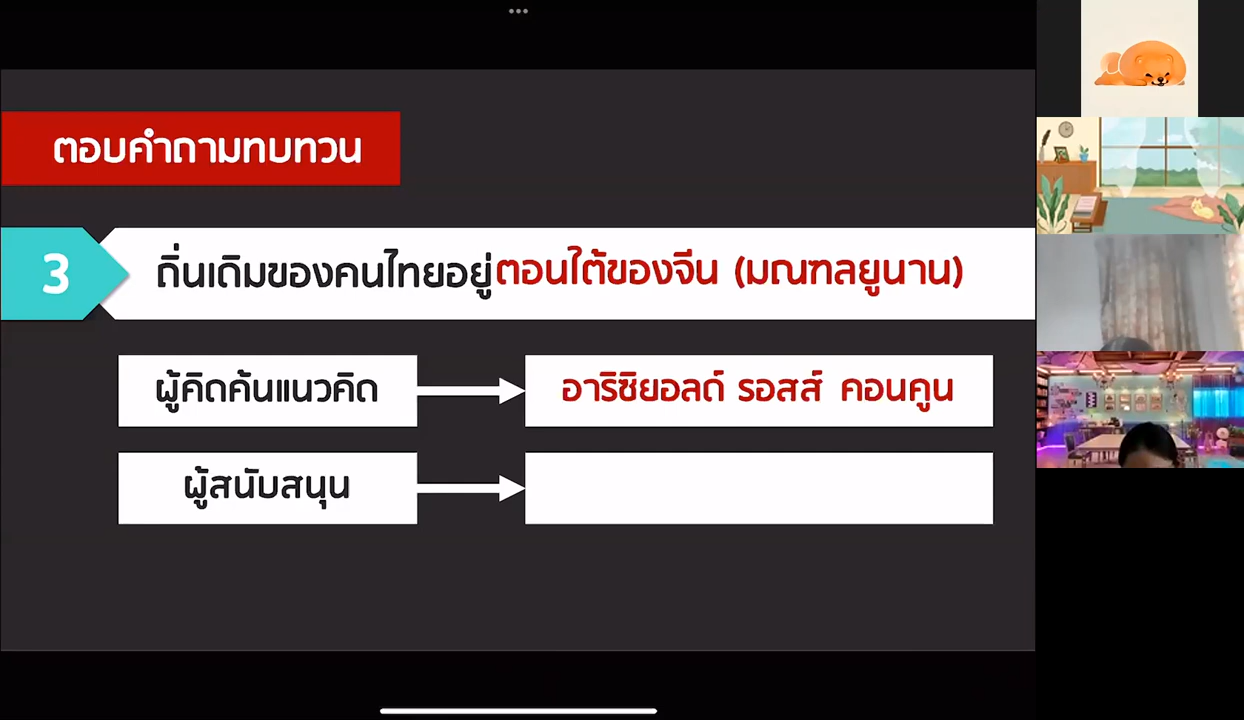 ตอบคำถามทบทวน
3
ถิ่นเดิมของคนไทยอยู่ตอนใต้ของจีน (มณฑลยูนาน)
ผู้คิดค้นแนวคิด
อาริซิยอลด์ รอสส์ คอนคูน
ผู้สนับสนุน